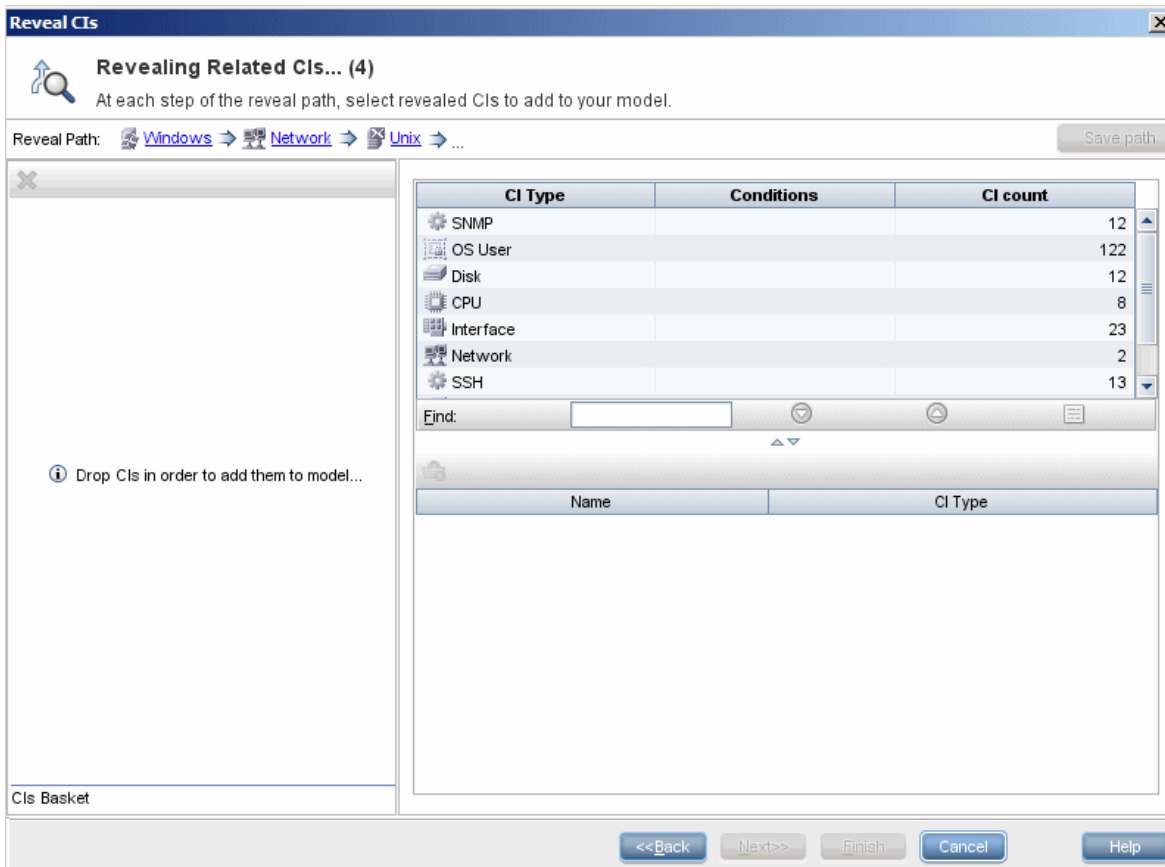 Reveal CIs
Revealing Related CIs... (4)
At each step of the reveal path, select revealed CIs to add to your model.
Reveal Path: Windows Network Unix ...
Save path
CI Type Conditions CI count
SNMP 12
OS User 122
Disk 12
CPU 8
Interface 23
Network 2
SSH 13
Find:
Drop CIs in order to add them to model...
Name CI Type
CIs Basket
<<Back Next>> Finish Cancel Help